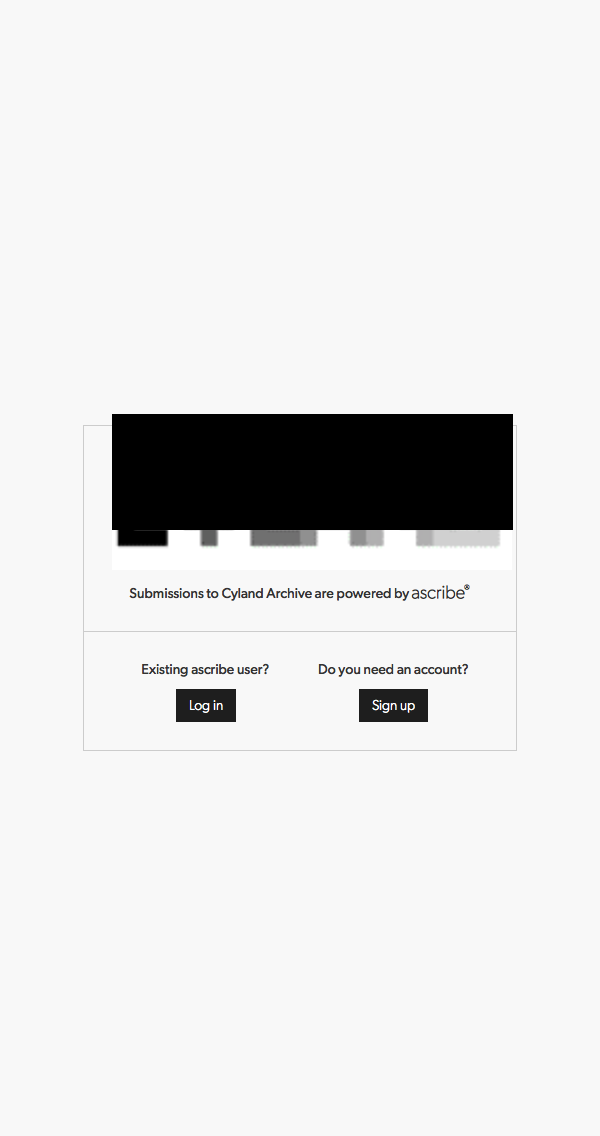 Submissions to Cyland Archive are powered by ascribe®
Existing ascribe user? Do you need an account?
Log in Sign up